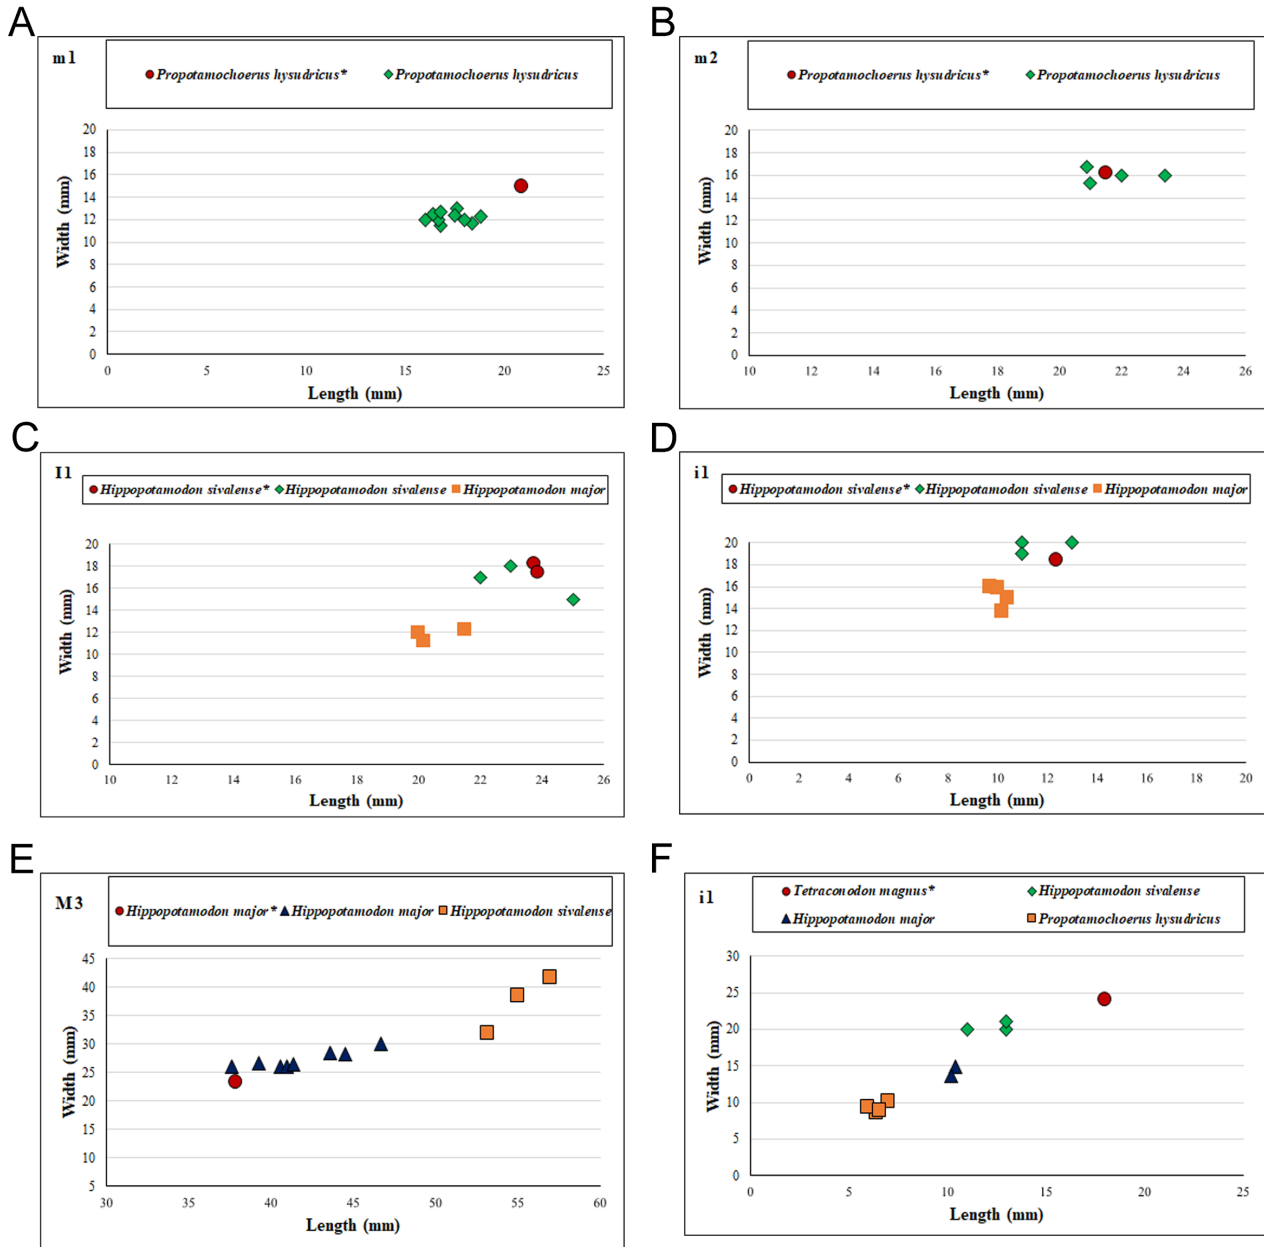 A
m1
Propotamochoerus hysudricus* Propotamochoerus hysudricus
20
18
16
14
12
10
8
6
4
2
0
Width (mm)
0 5 10 15 20 25
Length (mm)
B
m2
Propotamochoerus hysudricus* Propotamochoerus hysudricus
20
18
16
14
12
10
8
6
4
2
0
Width (mm)
10 12 14 16 18 20 22 24 26
Length (mm)
C
I1
Hippopotamodon sivalense* Hippopotamodon sivalense Hippopotamodon major
20
18
16
14
12
10
8
6
4
2
0
Width (mm)
10 12 14 16 18 20 22 24 26
Length (mm)
D
i1
Hippopotamodon sivalense* Hippopotamodon sivalense Hippopotamodon major
20
18
16
14
12
10
8
6
4
2
0
Width (mm)
0 2 4 6 8 10 12 14 16 18 20
Length (mm)
E
M3
Hippopotamodon major* Hippopotamodon major Hippopotamodon sivalense
45
40
35
30
25
20
15
10
5
Width (mm)
30 35 40 45 50 55 60
Length (mm)
F
i1
Tetraconodon magnus* Hippopotamodon sivalense
Hippopotamodon major Propotamochoerus hysudricus
30
25
20
15
10
5
0
Width (mm)
0 5 10 15 20 25
Length (mm)